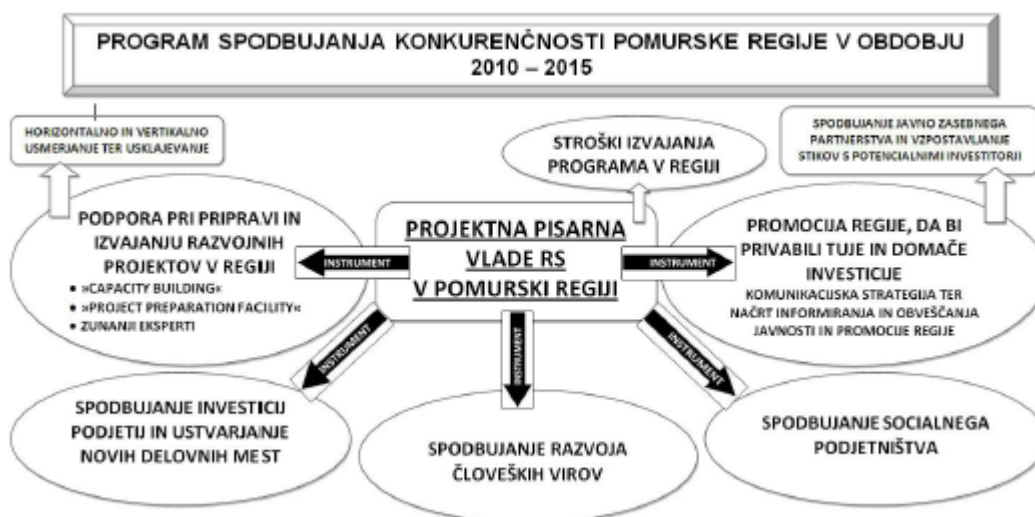 PROGRAM SPODBUJANJA KONKURENČNOSTI POMURSKE REGIJE V OBDOBJU
2010 – 2015
HORIZONTALNO IN VERTIKALNO
USMERJANJE TER USKLAJEVANJE
STROŠKI IZVAJANJA
PROGRAMA V REGIJI
SPODBUJANJE JAVNO ZASEBNEGA
PARTNERSTVA IN VZPOSTAVLJANJE
STIKOV S POTENCIALNIMI INVESTITORJI
PODPORA PRI PRIPRAVI IN
IZVAJANJU RAZVOJNIH
PROJEKTOV V REGIJI
• »CAPACITY BUILDING«
• »PROJECT PREPARATION FACILITY«
• ZUNANJI EKSPERTI
INSTRUMENT
PROJEKTNA PISARNA
VLADE RS
V POMURSKI REGIJI
INSTRUMENT
PROMOCIJA REGIJE, DA BI
PRIVABILI TUJE IN DOMAČE
INVESTICIJE
KOMUNIKACIJSKA STRATEGIJA TER
NAČRT INFORMIRANJA IN OBVEŠČANJA
JAVNOSTI IN PROMOCIJE REGIJE
INSTRUMENT
INSTRUMENT
INSTRUMENT
SPODBUJANJE INVESTICIJ
PODJETIJ IN USTVARJANJE
NOVIH DELOVNIH MEST
SPODBUJANJE RAZVOJA
ČLOVEŠKIH VIROV
SPODBUJANJE SOCIALNEGA
PODJETNIŠTVA